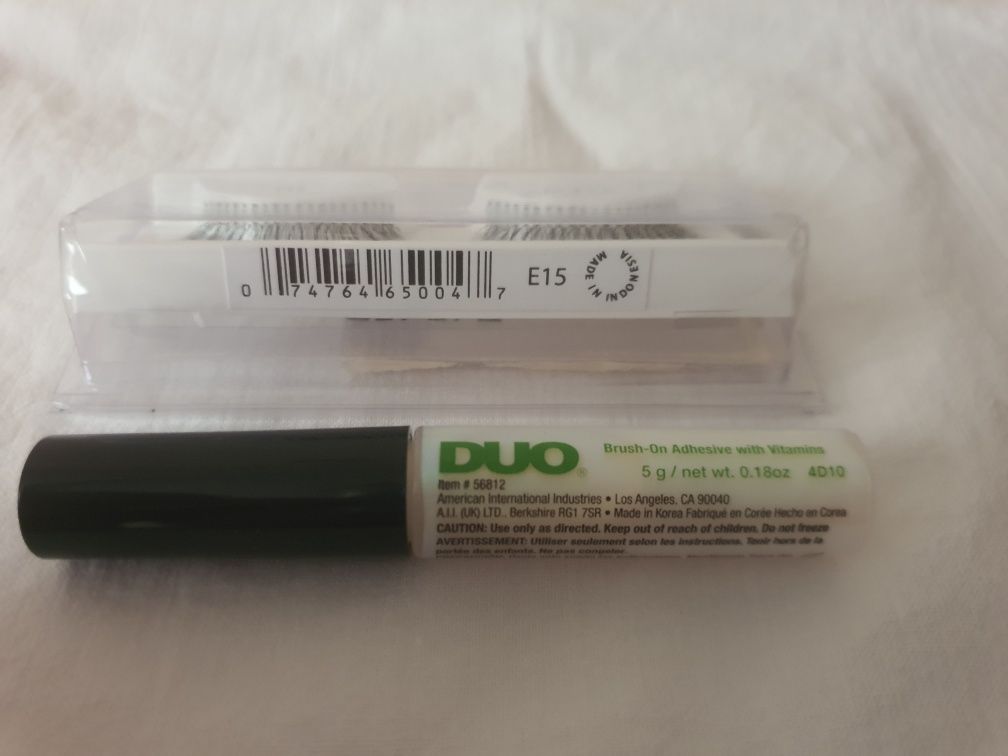 0 74764 65004 7
E15
MADE IN INDONESIA
DUO®
Brush-On Adhesive with Vitamins
5 g / net wt. 0.18oz 4D10
Item # 56812
American International Industries • Los Angeles, CA 90040
A.I.I. (UK) LTD.. Berkshire RG1 7SR • Made in Korea Fabriqué en Corée Hecho en Corea
CAUTION: Use only as directed. Keep out of reach of children. Do not freeze
AVERTISSEMENT: Utiliser seulement selon les instructions. Tenir hors de la
portée des enfants. Ne pas congeler.